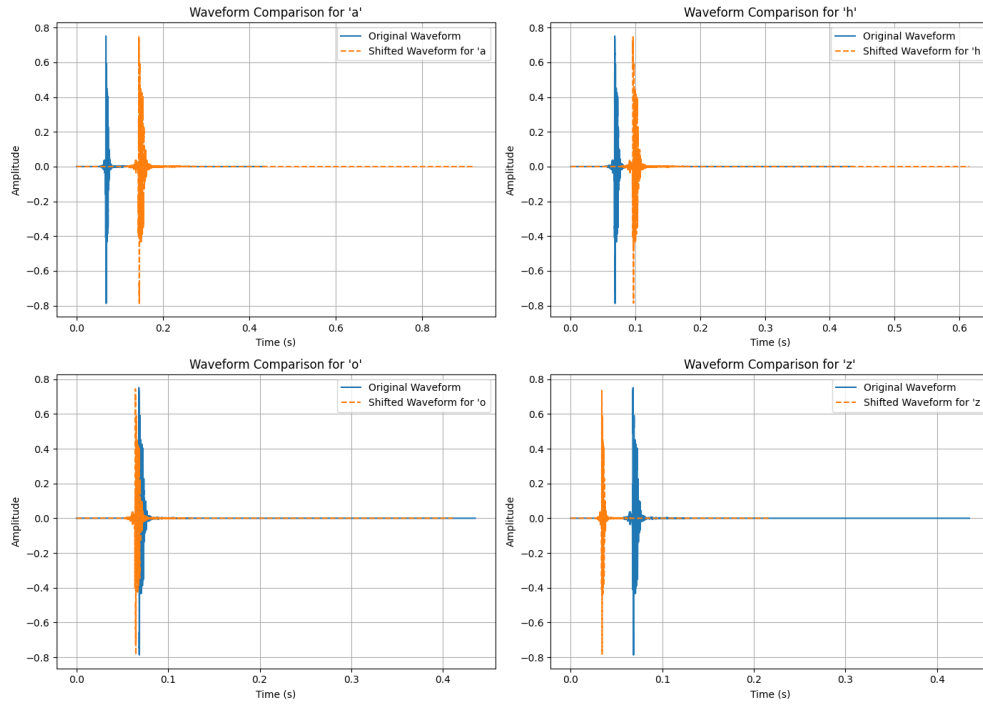 Waveform Comparison for 'a'
Original Waveform
Shifted Waveform for 'a
Amplitude
0.8
0.6
0.4
0.2
0.0
−0.2
−0.4
−0.6
−0.8
0.0 0.2 0.4 0.6 0.8
Time (s)
Waveform Comparison for 'h'
Original Waveform
Shifted Waveform for 'h
Amplitude
0.8
0.6
0.4
0.2
0.0
−0.2
−0.4
−0.6
−0.8
0.0 0.1 0.2 0.3 0.4 0.5 0.6
Time (s)
Waveform Comparison for 'o'
Original Waveform
Shifted Waveform for 'o
Amplitude
0.8
0.6
0.4
0.2
0.0
−0.2
−0.4
−0.6
−0.8
0.0 0.1 0.2 0.3 0.4
Time (s)
Waveform Comparison for 'z'
Original Waveform
Shifted Waveform for 'z
Amplitude
0.8
0.6
0.4
0.2
0.0
−0.2
−0.4
−0.6
−0.8
0.0 0.1 0.2 0.3 0.4
Time (s)